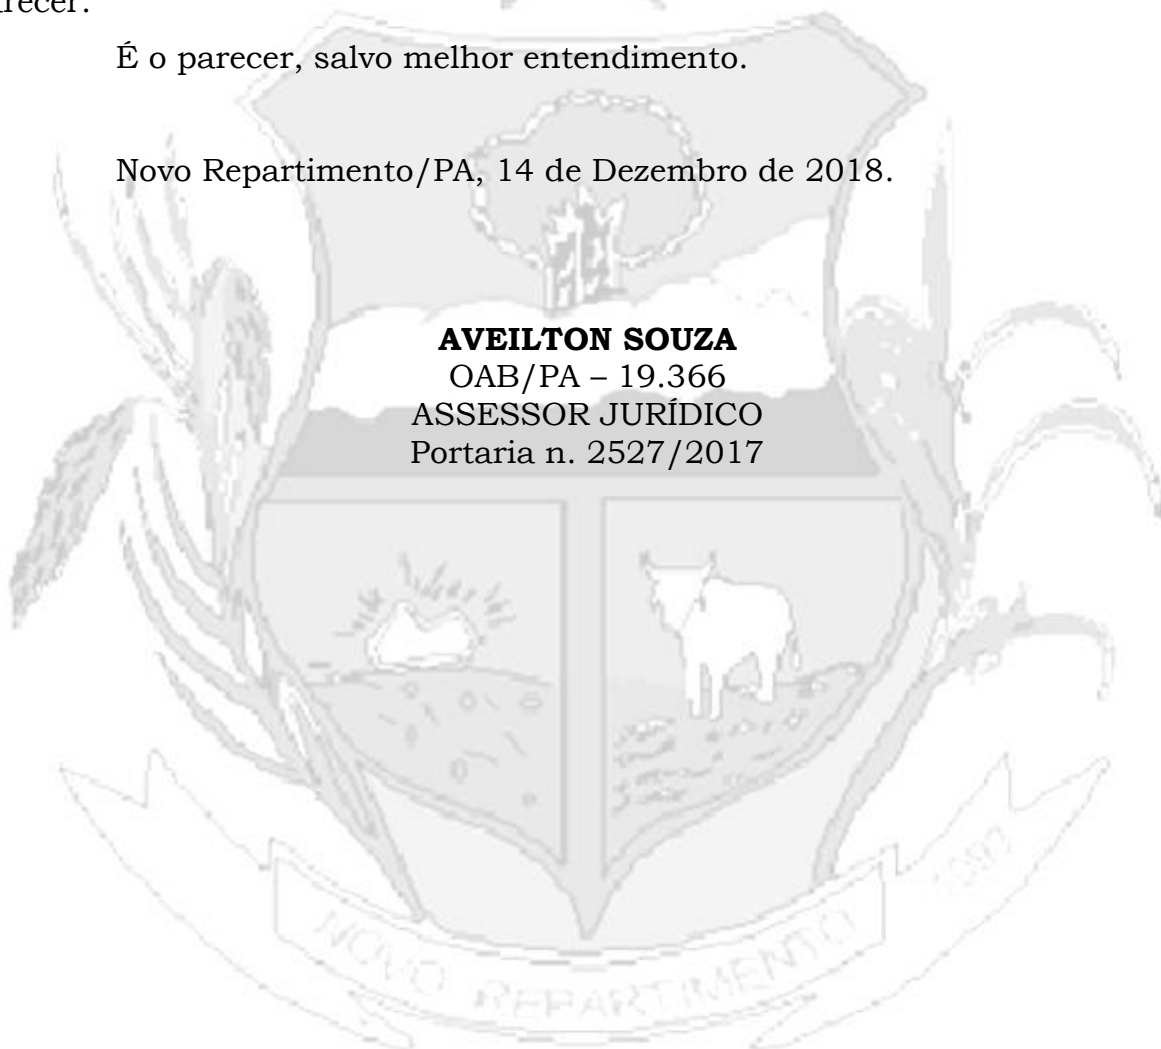 arecer.
É o parecer, salvo melhor entendimento.
Novo Repartimento/PA, 14 de Dezembro de 2018.
AVEILTON SOUZA
OAB/PA – 19.366
ASSESSOR JURÍDICO
Portaria n. 2527/2017
NOVO REPARTIMENTO